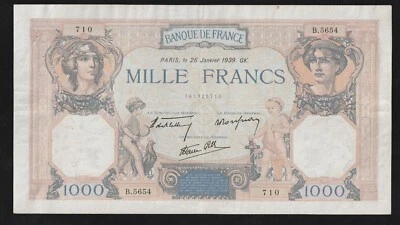 BANQUE DE FRANCE
710
B.5654
PARIS, le 26 Janvier 1939. GK.
MILLE FRANCS
1000
B.5654
710
1000